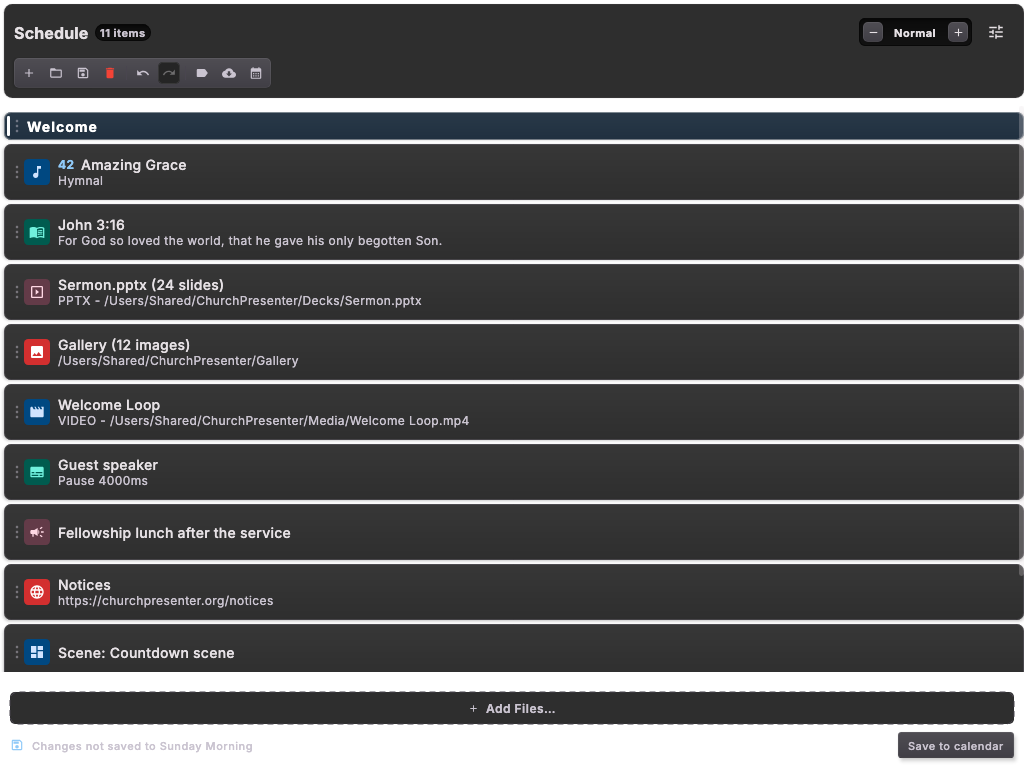 Schedule 11 items
− Normal +
Welcome
42 Amazing Grace
Hymnal
John 3:16
For God so loved the world, that he gave his only begotten Son.
Sermon.pptx (24 slides)
PPTX - /Users/Shared/ChurchPresenter/Decks/Sermon.pptx
Gallery (12 images)
/Users/Shared/ChurchPresenter/Gallery
Welcome Loop
VIDEO - /Users/Shared/ChurchPresenter/Media/Welcome Loop.mp4
Guest speaker
Pause 4000ms
Fellowship lunch after the service
Notices
https://churchpresenter.org/notices
Scene: Countdown scene
+ Add Files...
Changes not saved to Sunday Morning
Save to calendar